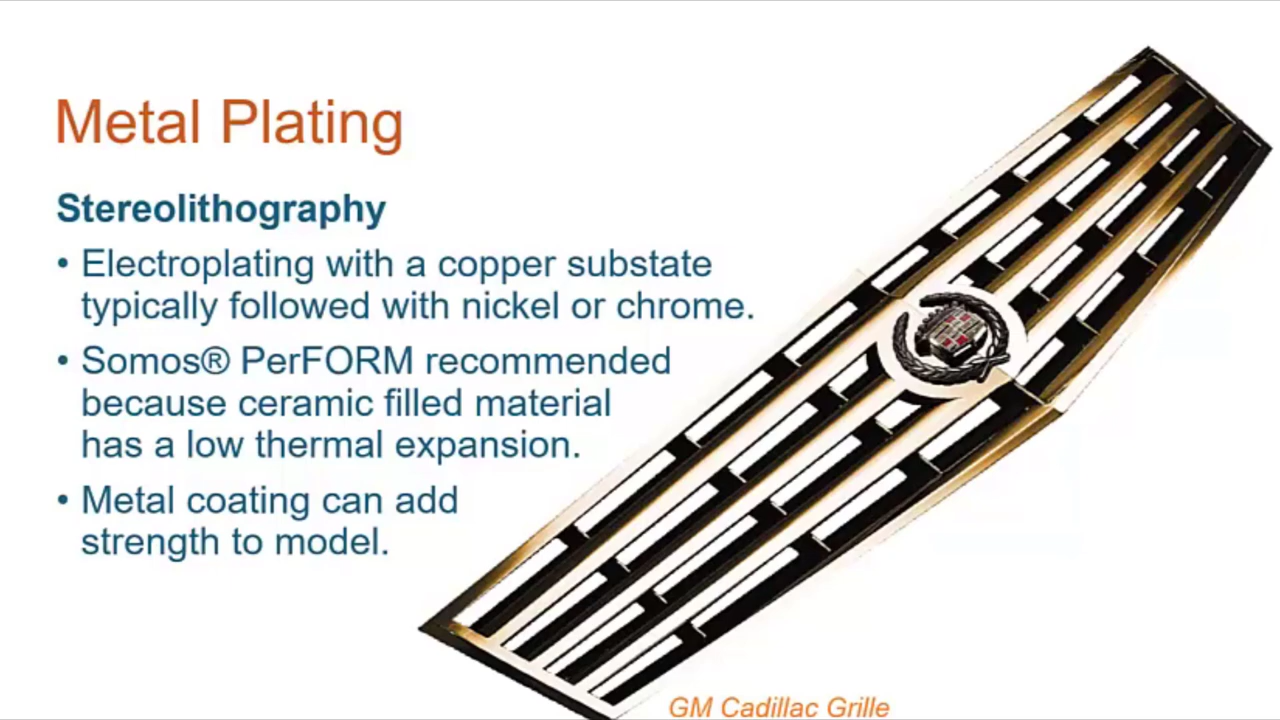 Metal Plating
Stereolithography
• Electroplating with a copper substate
typically followed with nickel or chrome.
• Somos® PerFORM recommended
because ceramic filled material
has a low thermal expansion.
• Metal coating can add
strength to model.
GM Cadillac Grille